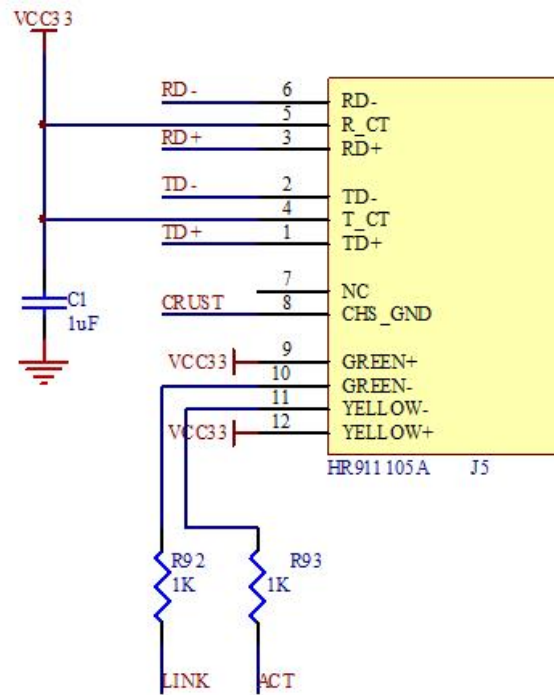 VCC33
RD- 6 RD-
5 R_CT
RD+ 3 RD+
TD- 2 TD-
4 T_CT
TD+ 1 TD+
7 NC
C1
CRUST 8 CHS_GND
1uF
VCC33 9 GREEN+
10 GREEN-
11 YELLOW-
VCC33 12 YELLOW+
HR911105A J5
R92 R93
1K 1K
LINK ACT